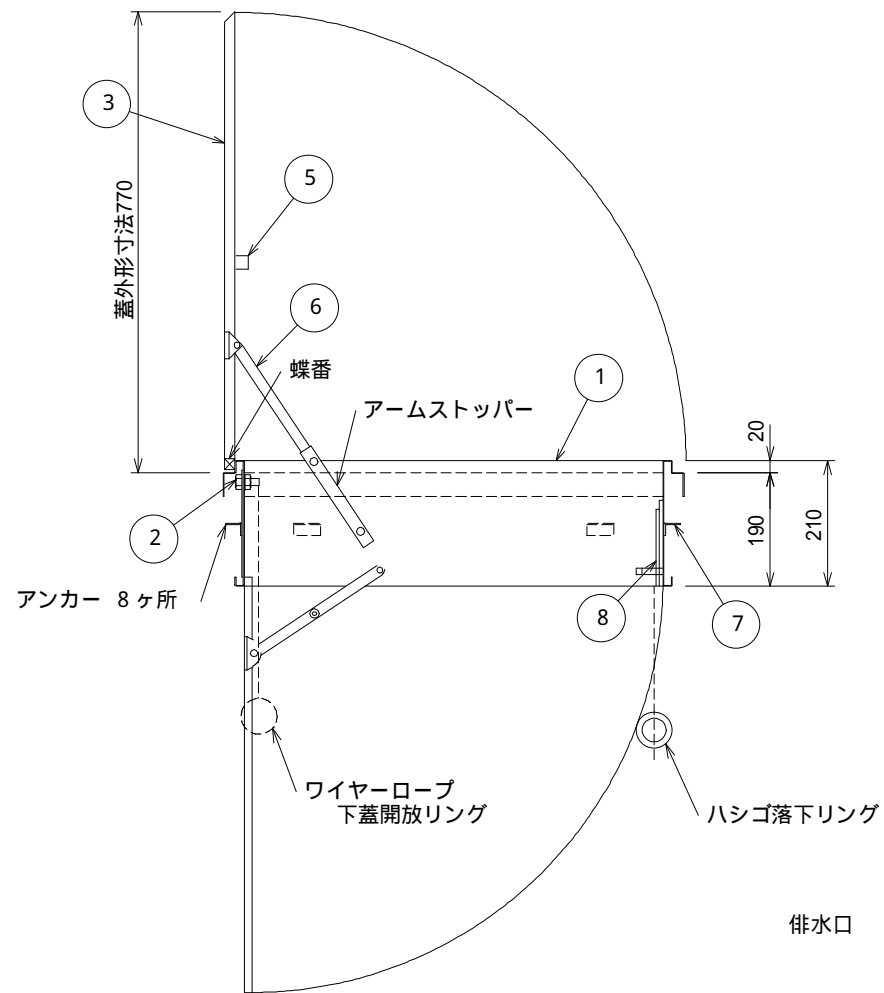 3
蓋外形寸法770
5
6
蝶番
アームストッパー
1
20
190
210
2
アンカー 8ヶ所
8
7
ワイヤーロープ
下蓋開放リング
ハシゴ落下リング
俳水口